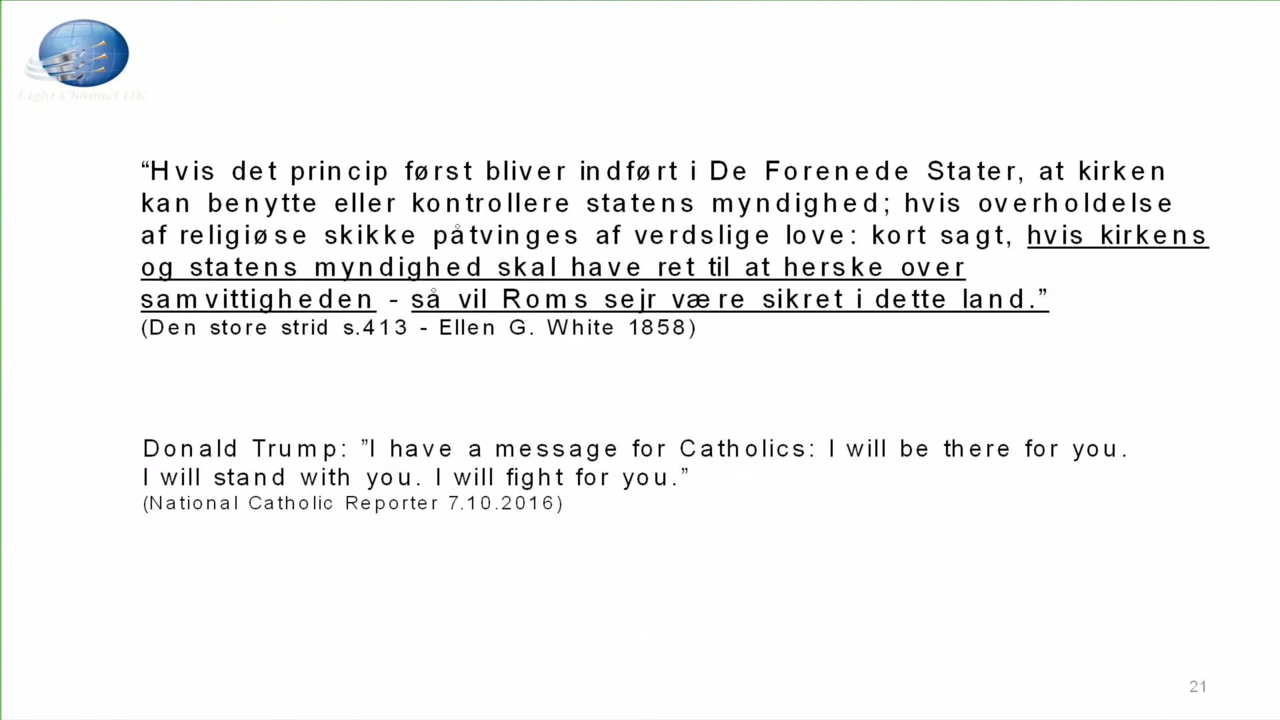 Light Channel DK
“Hvis det princip først bliver indført i De Forenede Stater, at kirken
kan benytte eller kontrollere statens myndighed; hvis overholdelse
af religiøse skikke påtvinges af verdslige love: kort sagt, hvis kirkens
og statens myndighed skal have ret til at herske over
samvittigheden - så vil Roms sejr være sikret i dette land.”
(Den store strid s.413 - Ellen G. White 1858)
Donald Trump: ”I have a message for Catholics: I will be there for you.
I will stand with you. I will fight for you.”
(National Catholic Reporter 7.10.2016)
21